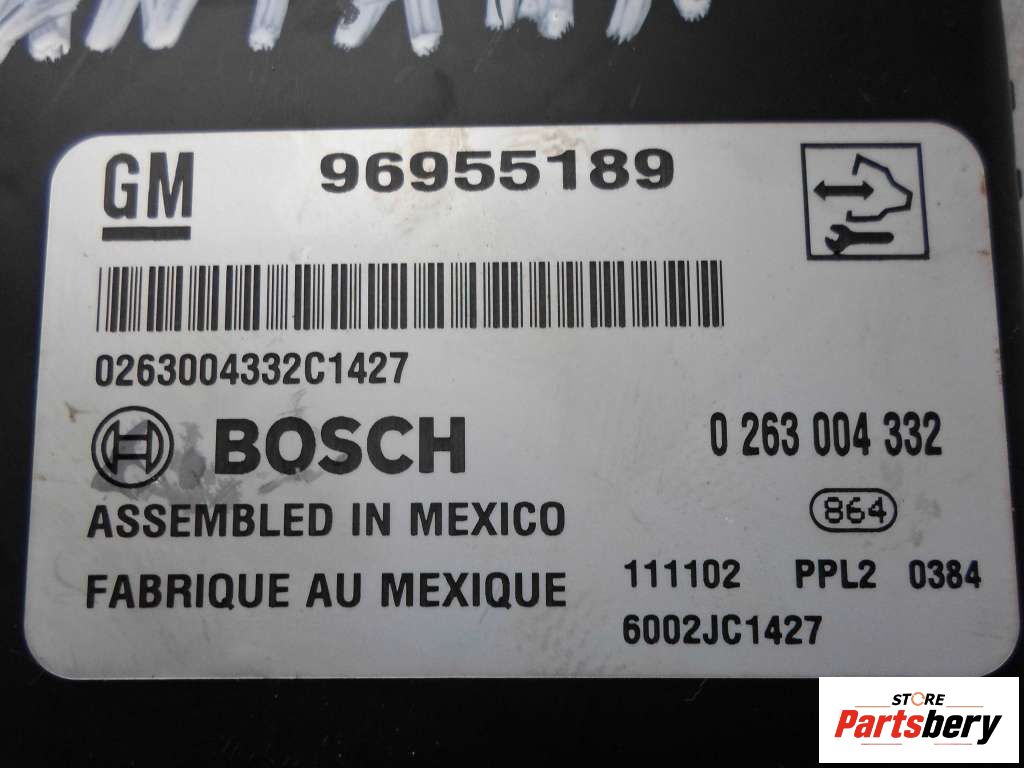 GM 96955189
0263004332C1427
BOSCH 0 263 004 332
ASSEMBLED IN MEXICO 864
FABRIQUE AU MEXIQUE 111102 PPL2 0384
6002JC1427
STORE
Partsbery